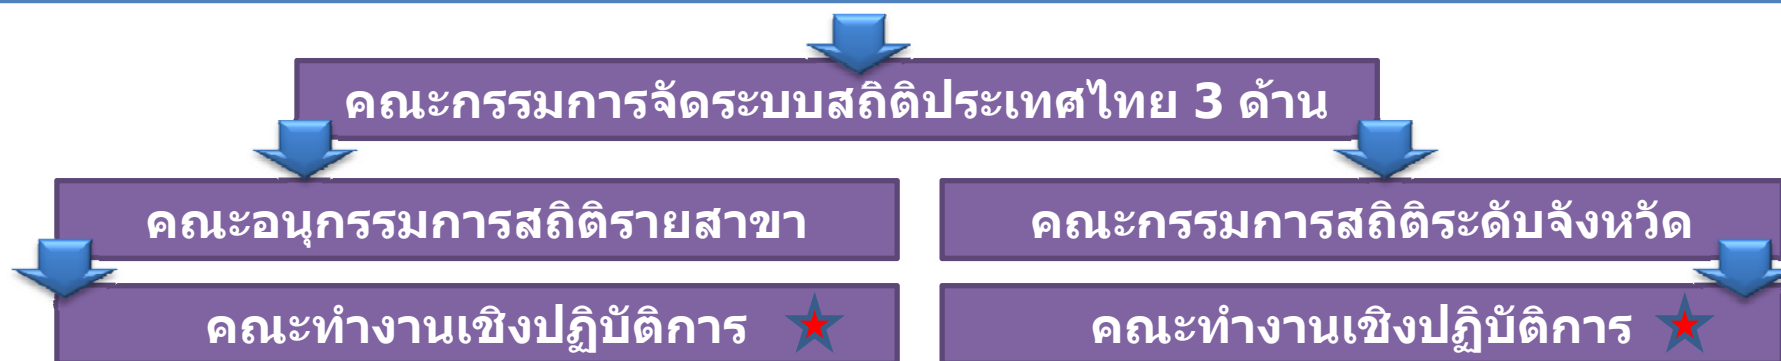 คณะกรรมการจัดระบบสถิติประเทศไทย 3 ด้าน
คณะอนุกรรมการสถิติรายสาขา
คณะกรรมการสถิติระดับจังหวัด
คณะทำงานเชิงปฏิบัติการ
คณะทำงานเชิงปฏิบัติการ